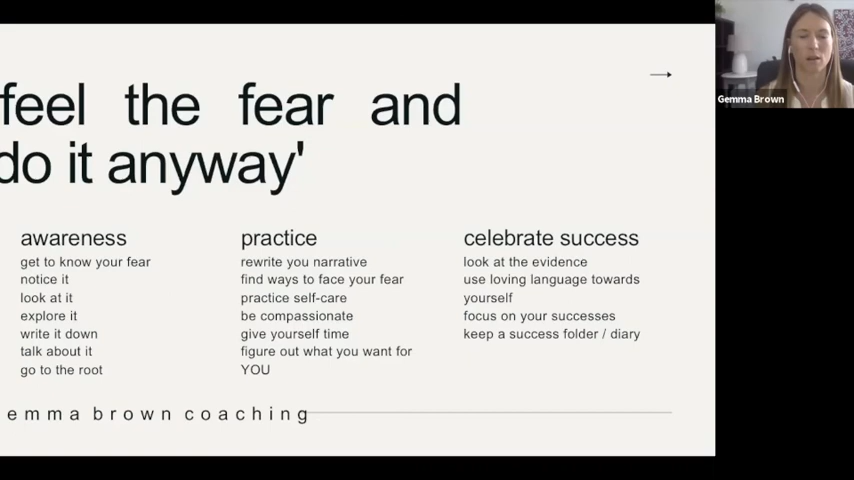 feel the fear and
do it anyway'
awareness
get to know your fear
notice it
look at it
explore it
write it down
talk about it
go to the root
practice
rewrite you narrative
find ways to face your fear
practice self-care
be compassionate
give yourself time
figure out what you want for
YOU
celebrate success
look at the evidence
use loving language towards
yourself
focus on your successes
keep a success folder / diary
emma brown coaching
Gemma Brown